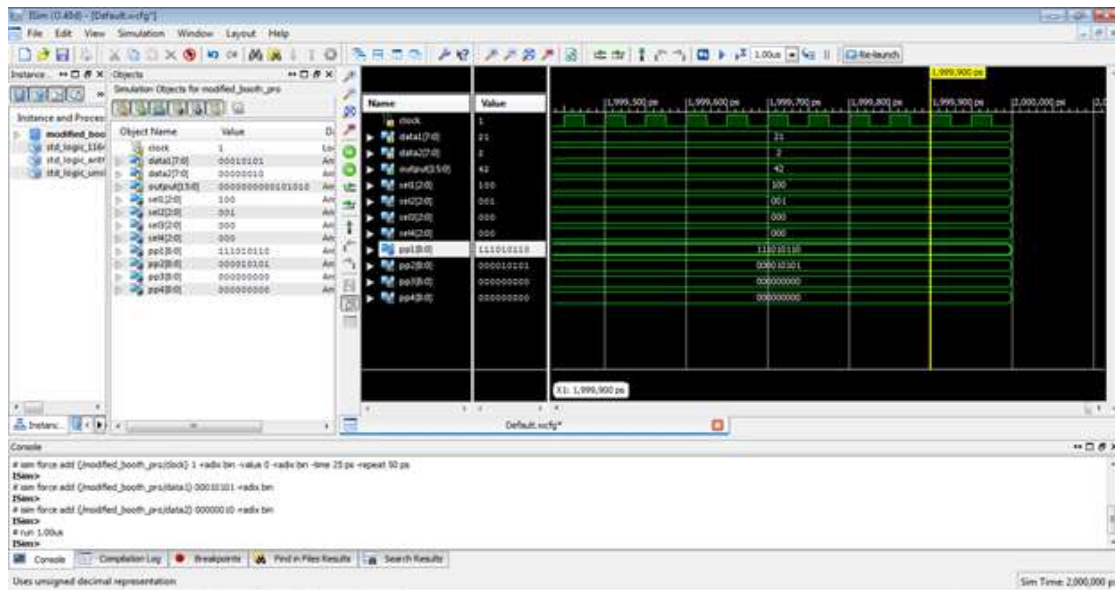 ISim (O.40d) - [Default.wcfg*]
File Edit View Simulation Window Layout Help
1.00us
Re-launch
Instance
Objects
Simulation Objects for modified_booth_pro
Instance and Process
modified_boo
std_logic_116
std_logic_arit
std_logic_unsi
Object Name Value
clock 1
data1[7:0] 00010101
data2[7:0] 00000010
output[15:0] 0000000000101010
sel1[2:0] 100
sel2[2:0] 001
sel3[2:0] 000
sel4[2:0] 000
pp1[8:0] 111010110
pp2[8:0] 000010101
pp3[8:0] 000000000
pp4[8:0] 000000000
1,999,900 ps
Name Value 1,999,500 ps 1,999,600 ps 1,999,700 ps 1,999,800 ps 1,999,900 ps 2,000,000 ps
clock 1
data1[7:0] 21 21
data2[7:0] 2 2
output[15:0] 42 42
sel1[2:0] 100 100
sel2[2:0] 001 001
sel3[2:0] 000 000
sel4[2:0] 000 000
pp1[8:0] 111010110 111010110
pp2[8:0] 000010101 000010101
pp3[8:0] 000000000 000000000
pp4[8:0] 000000000 000000000
X1: 1,999,900 ps
Instanc
Default.wcfg*
Console
# isim force add {/modified_booth_pro/clock} 1 -radix bin -value 0 -radix bin -time 25 ps -repeat 50 ps
ISim>
# isim force add {/modified_booth_pro/data1} 00010101 -radix bin
ISim>
# isim force add {/modified_booth_pro/data2} 00000010 -radix bin
ISim>
# run 1.00us
ISim>
Console Compilation Log Breakpoints Find in Files Results Search Results
Uses unsigned decimal representation
Sim Time: 2,000,000 ps